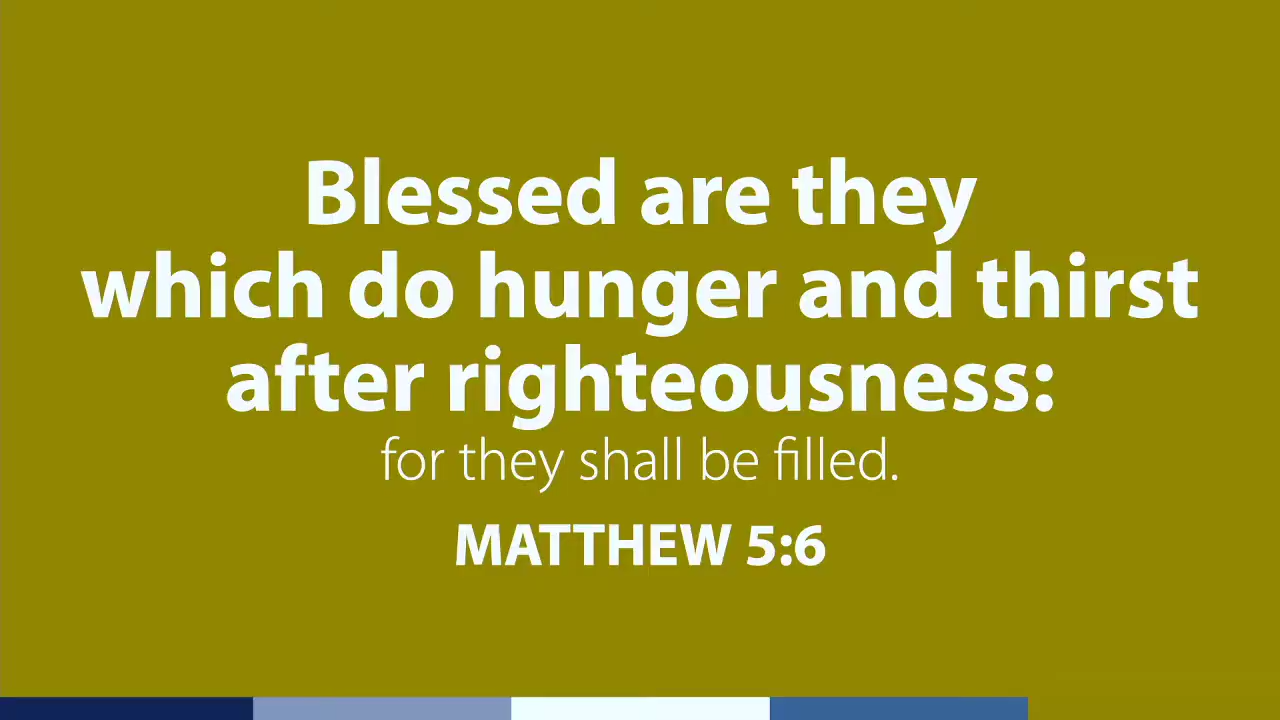 Blessed are they
which do hunger and thirst
after righteousness:
for they shall be filled.
MATTHEW 5:6